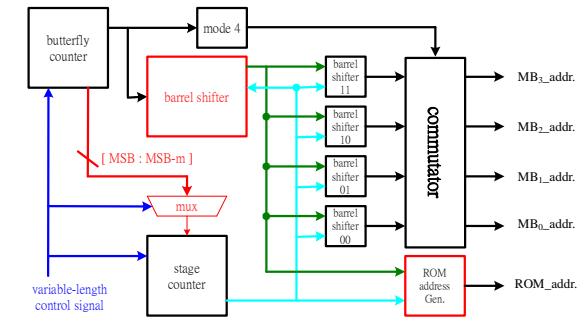 butterfly
counter
mode 4
barrel shifter
barrel
shifter
11
barrel
shifter
10
barrel
shifter
01
barrel
shifter
00
commutator
MB₃_addr.
MB₂_addr.
MB₁_addr.
MB₀_addr.
[ MSB : MSB-m ]
mux
stage
counter
variable-length
control signal
ROM
address
Gen.
ROM_addr.